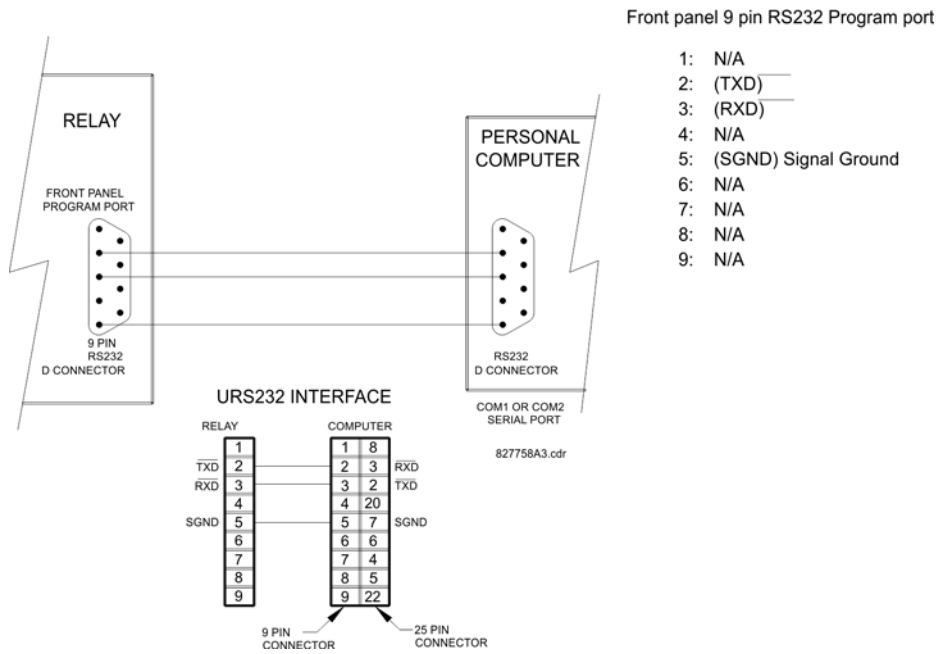 Front panel 9 pin RS232 Program port
1: N/A
2: (TXD)
3: (RXD)
4: N/A
5: (SGND) Signal Ground
6: N/A
7: N/A
8: N/A
9: N/A
RELAY
FRONT PANEL
PROGRAM PORT
9 PIN
RS232
D CONNECTOR
PERSONAL
COMPUTER
RS232
D CONNECTOR
COM1 OR COM2
SERIAL PORT
827758A3.cdr
URS232 INTERFACE
RELAY COMPUTER
1 1 8
TXD 2 2 3 RXD
RXD 3 3 2 TXD
4 4 20
SGND 5 5 7 SGND
6 6 6
7 7 4
8 8 5
9 9 22
9 PIN
CONNECTOR
25 PIN
CONNECTOR